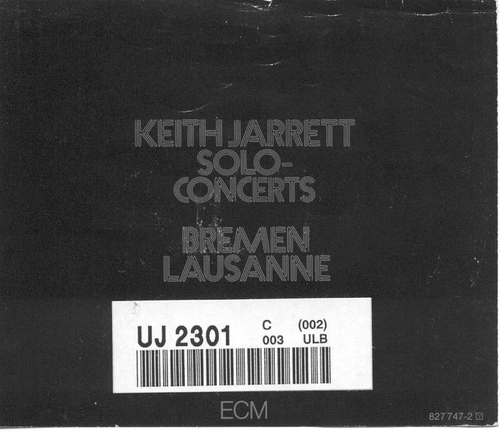 KEITH JARRETT
SOLO-
CONCERTS
BREMEN
LAUSANNE
UJ 2301 C (002)
003 ULB
ECM
827 747-2